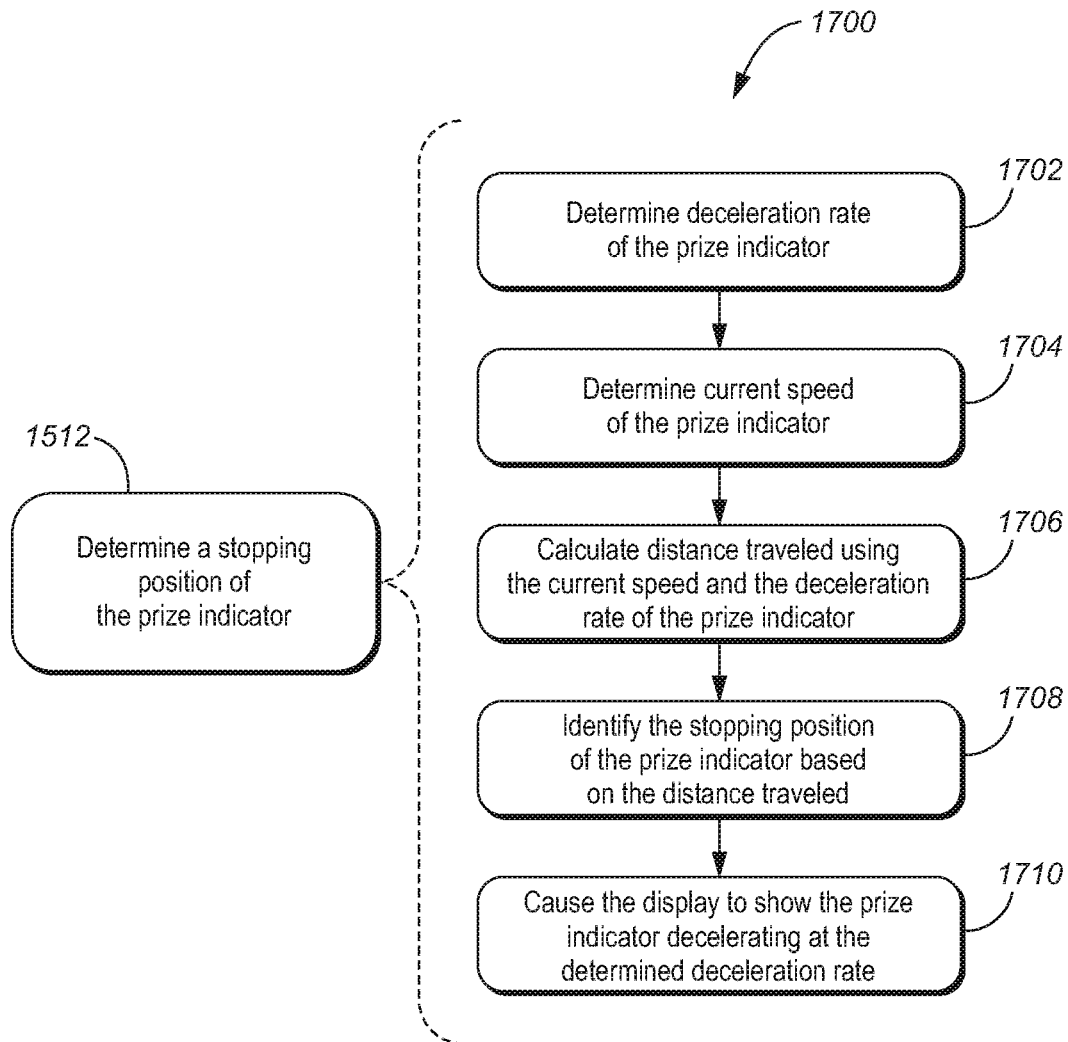 1700
1702
Determine deceleration rate
of the prize indicator
1704
Determine current speed
of the prize indicator
1512
Determine a stopping
position of
the prize indicator
1706
Calculate distance traveled using
the current speed and the deceleration
rate of the prize indicator
1708
Identify the stopping position
of the prize indicator based
on the distance traveled
1710
Cause the display to show the prize
indicator decelerating at the
determined deceleration rate